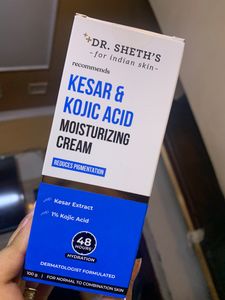 DR. SHETH'S
for indian skin
recommends
KESAR &
KOJIC ACID
MOISTURIZING
CREAM
REDUCES PIGMENTATION
Kesar Extract
1% Kojic Acid
48
HOURS
HYDRATION
DERMATOLOGIST FORMULATED
100 g | FOR NORMAL TO COMBINATION SKIN